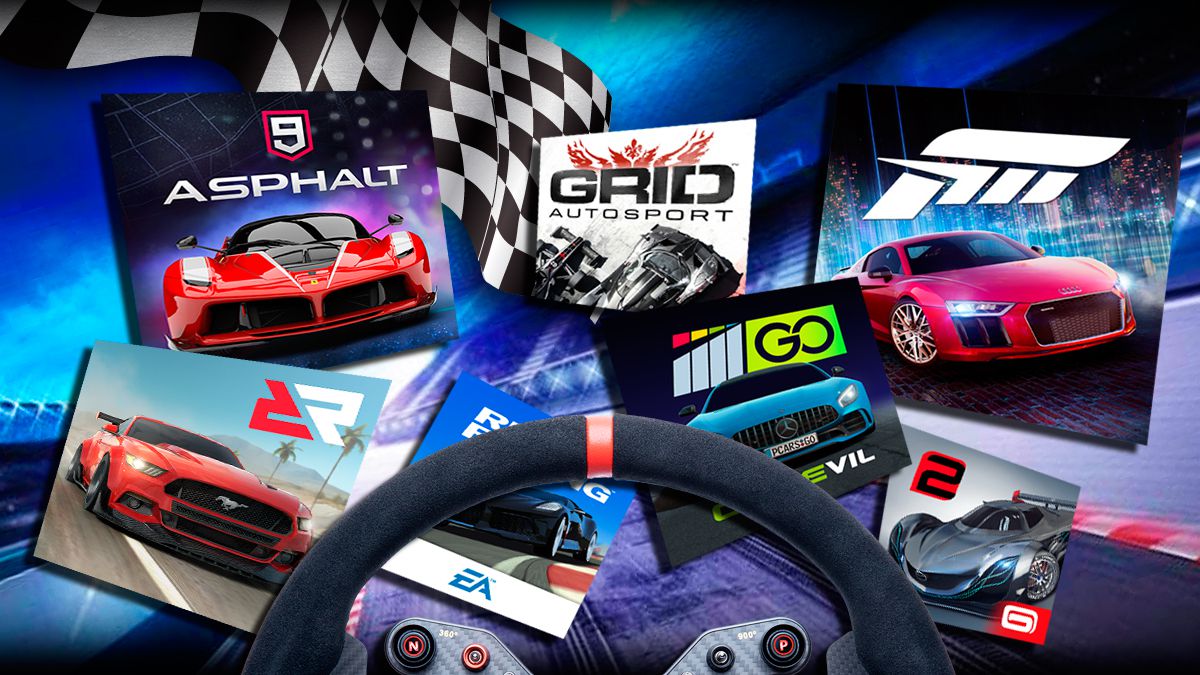 9
ASPHALT
GRID
AUTOSPORT
GO
PCARS GO
EVIL
R
EA
2
360°
900°
N
P